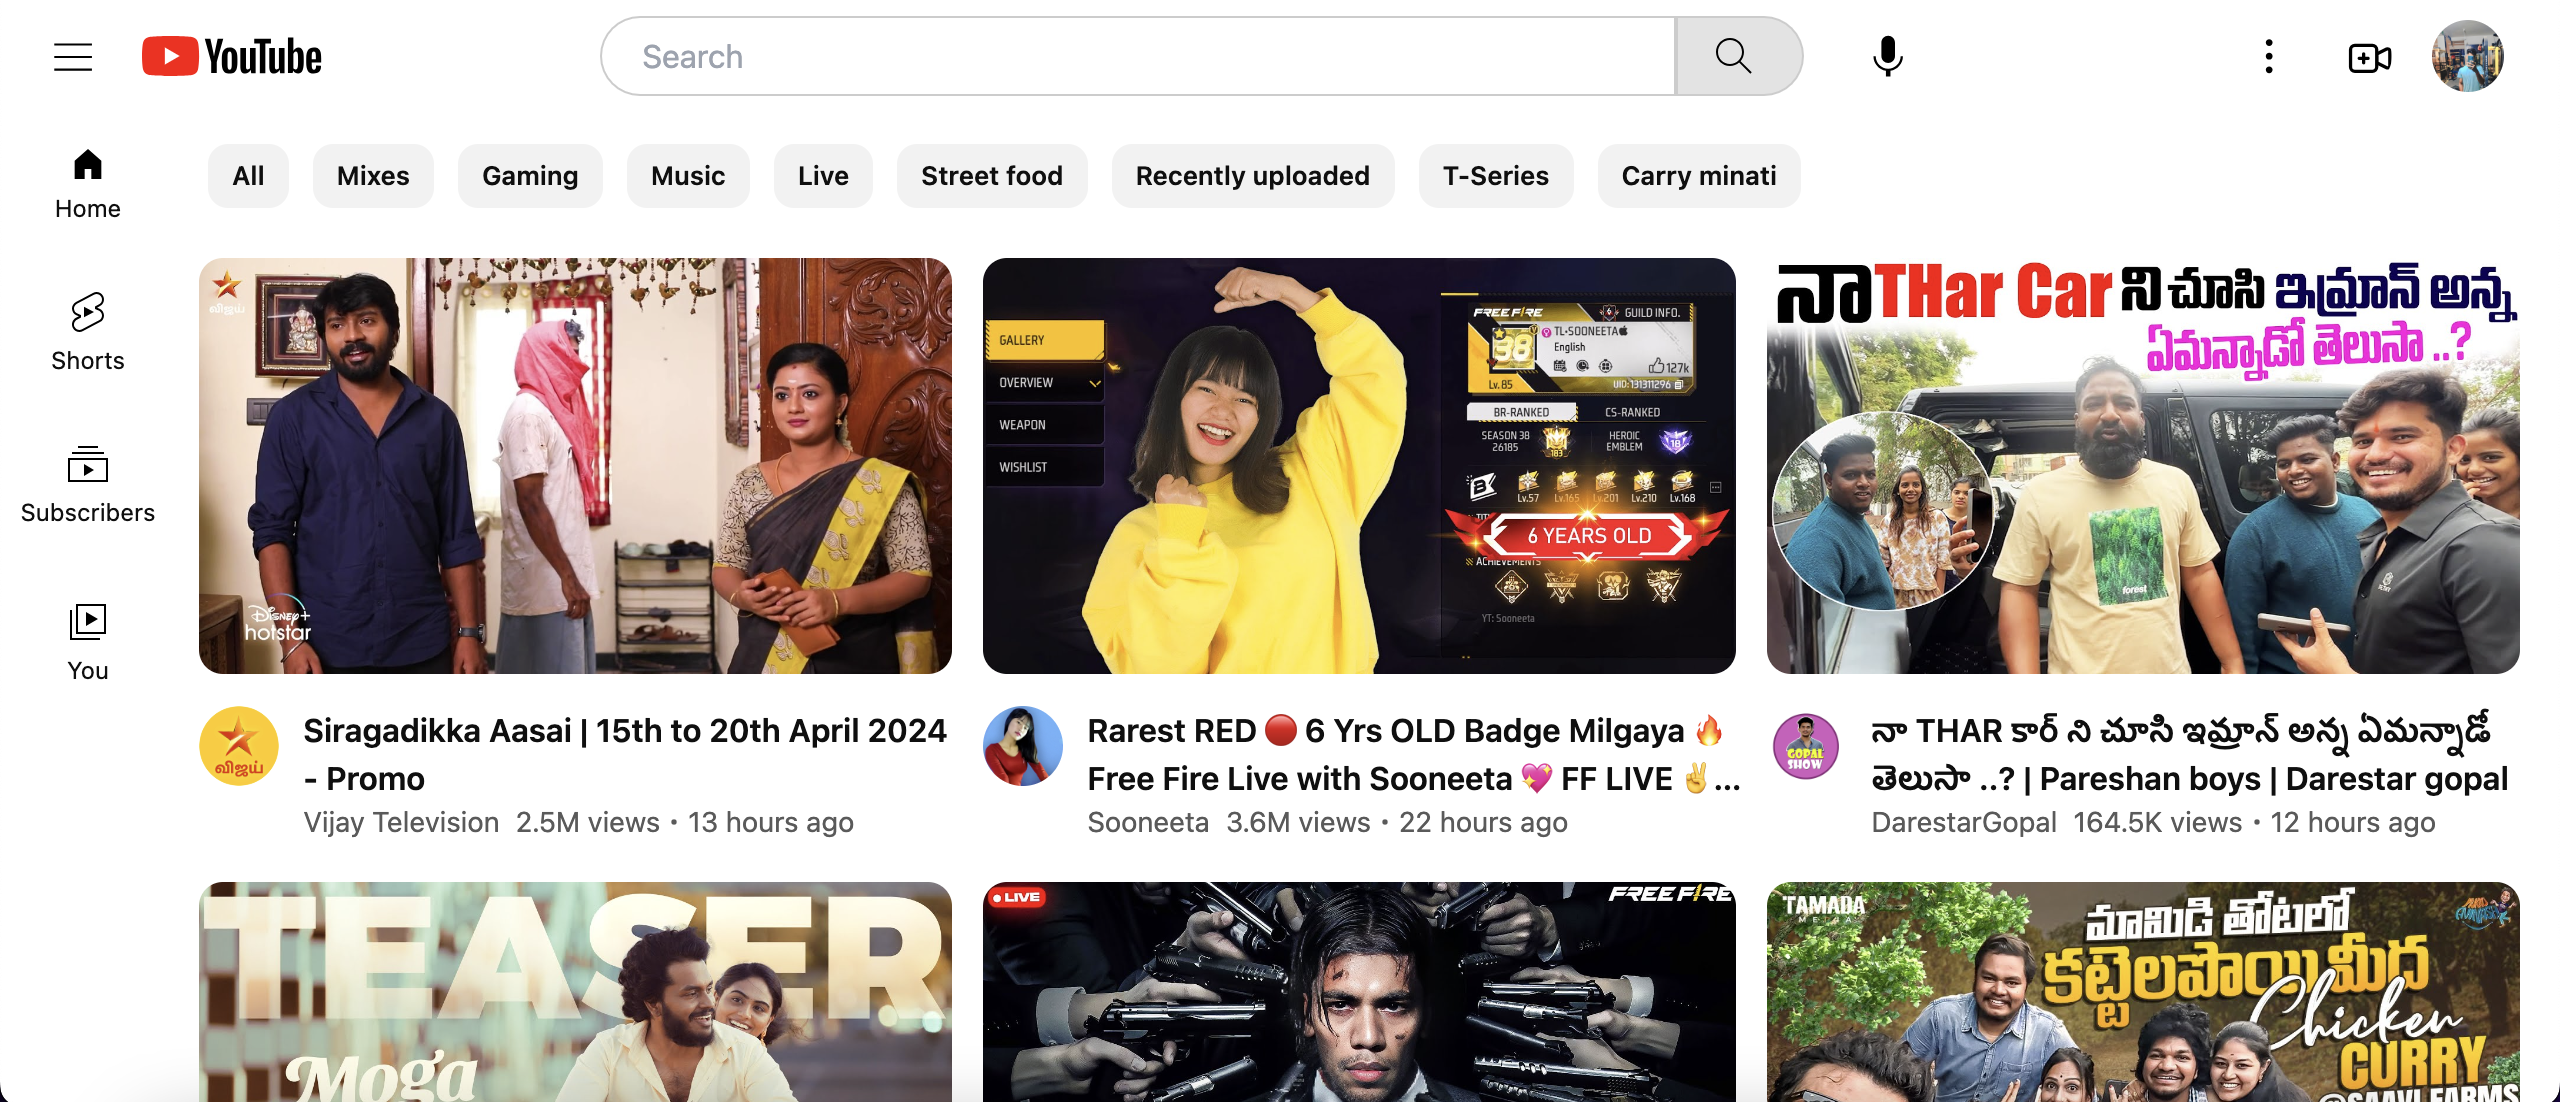 YouTube
Search
Home
Shorts
Subscribers
You
All
Mixes
Gaming
Music
Live
Street food
Recently uploaded
T-Series
Carry minati
விஜய்
Disney+
hotstar
Siragadikka Aasai | 15th to 20th April 2024
- Promo
Vijay Television 2.5M views • 13 hours ago
GALLERY
OVERVIEW
WEAPON
WISHLIST
FREE FIRE
GUILD INFO.
TL•SOONEETA
English
98
127k
Lv. 85
UID: 131311296
BR-RANKED
CS-RANKED
SEASON 38
26185
183
HEROIC
EMBLEM
18
Lv.57
Lv.165
Lv.201
Lv.210
Lv.168
6 YEARS OLD
ACHIEVEMENTS
YT: Sooneeta
Rarest RED 🔴 6 Yrs OLD Badge Milgaya 🔥
Free Fire Live with Sooneeta 💖 FF LIVE ✌️...
Sooneeta 3.6M views • 22 hours ago
నా THar Car ని చూసి ఇమ్రాన్ అన్న
ఏమన్నాడో తెలుసా ..?
forest
GOPAL
SHOW
నా THAR కార్ ని చూసి ఇమ్రాన్ అన్న ఏమన్నాడో
తెలుసా ..? | Pareshan boys | Darestar gopal
DarestarGopal 164.5K views • 12 hours ago
TEASER
Moga
LIVE
FREE FIRE
TAMADA
MEDIA
మామిడి తోటలో
కట్టెలపొయ్యి మీద
Chicken
CURRY
@SAAVI FARMS